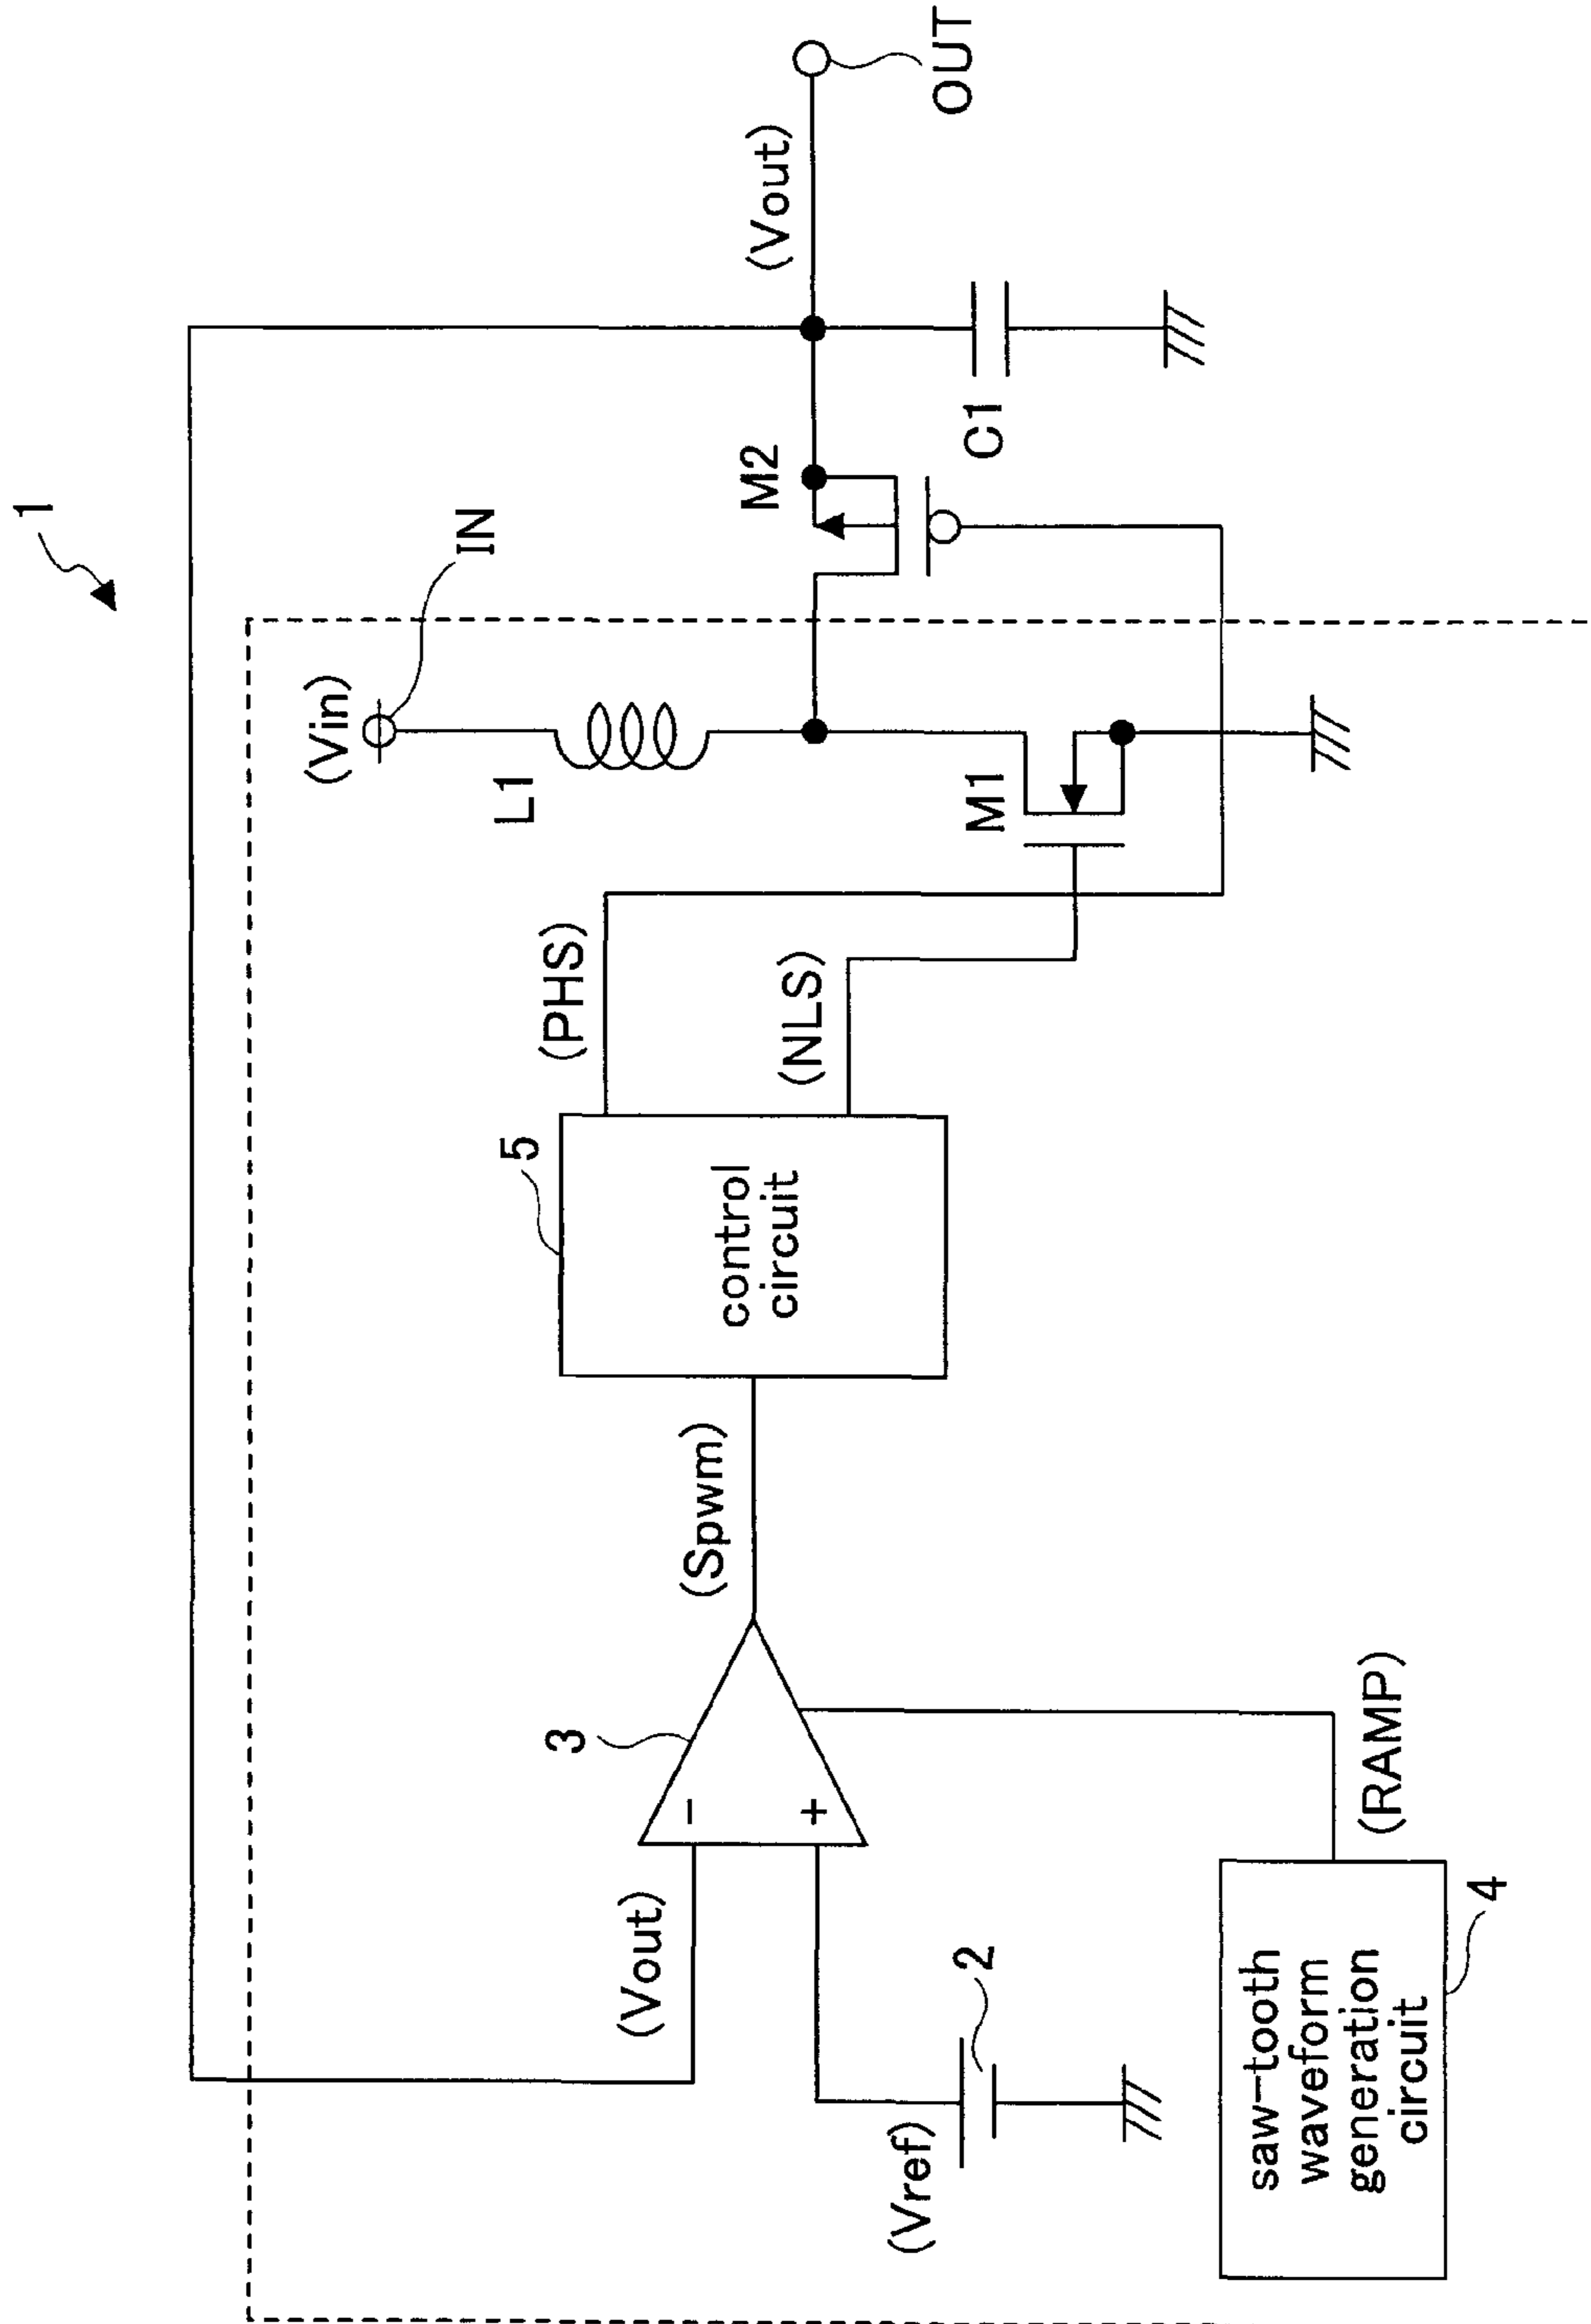 1
IN
(Vin)
L1
M2
(Vout)
OUT
C1
M1
(PHS)
(NLS)
5
control
circuit
(Spwm)
3
-
+
(Vout)
(Vref)
2
(RAMP)
saw-tooth
waveform
generation
circuit
4